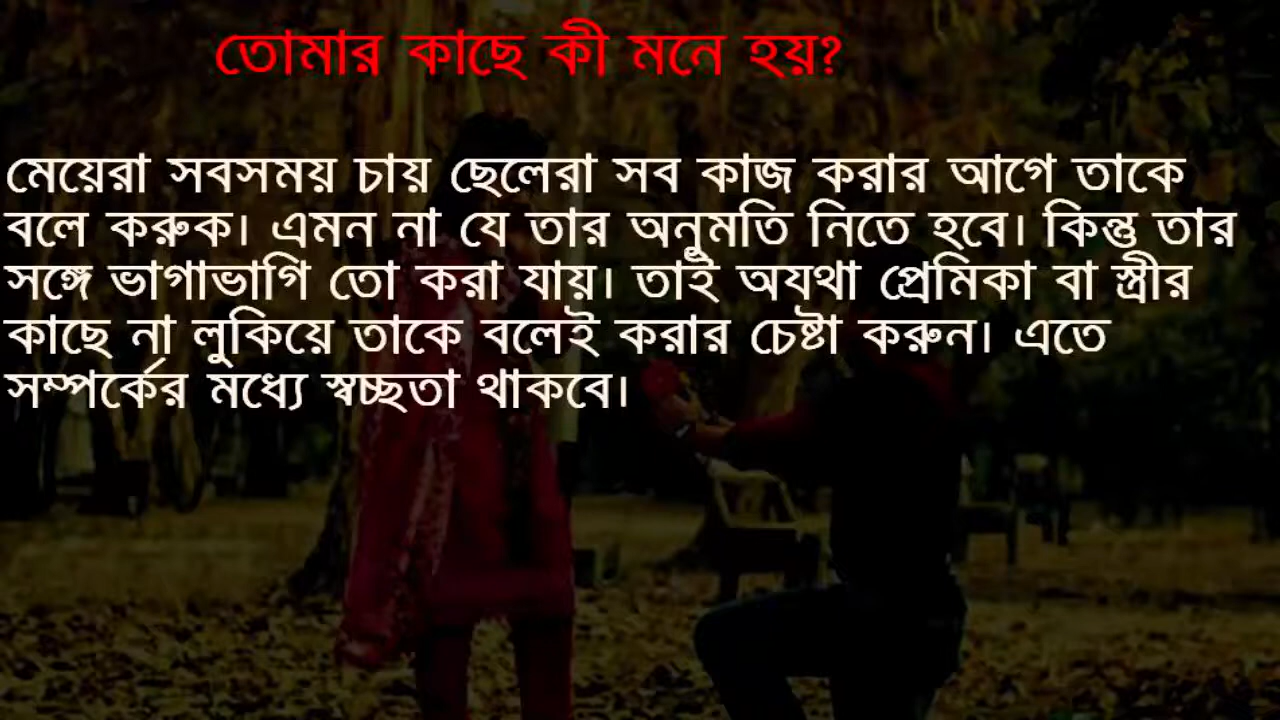 তোমার কাছে কী মনে হয়?
মেয়েরা সবসময় চায় ছেলেরা সব কাজ করার আগে তাকে
বলে করুক। এমন না যে তার অনুমতি নিতে হবে। কিন্তু তার
সঙ্গে ভাগাভাগি তো করা যায়। তাই অযথা প্রেমিকা বা স্ত্রীর
কাছে না লুকিয়ে তাকে বলেই করার চেষ্টা করুন। এতে
সম্পর্কের মধ্যে স্বচ্ছতা থাকবে।